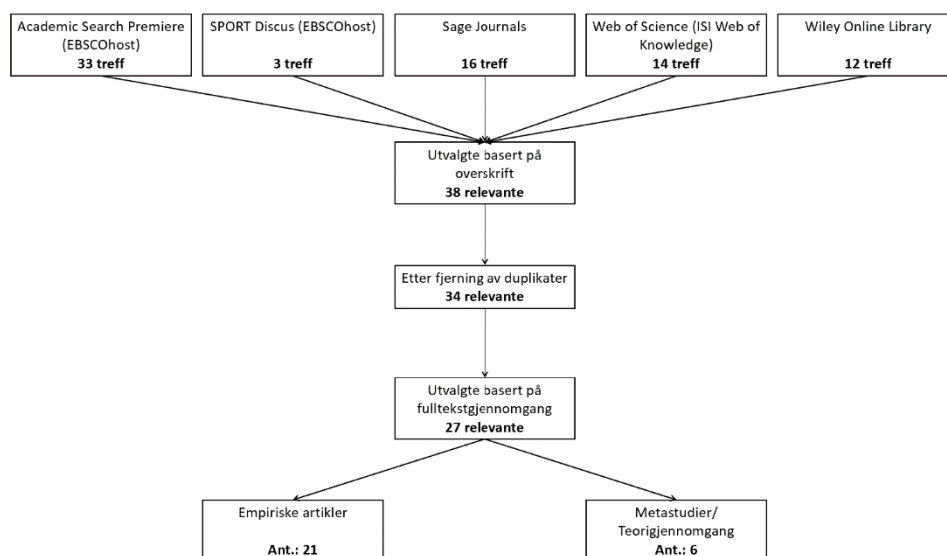 Academic Search Premiere
(EBSCOhost)
33 treff
SPORT Discus (EBSCOhost)
3 treff
Sage Journals
16 treff
Web of Science (ISI Web of
Knowledge)
14 treff
Wiley Online Library
12 treff
Utvalgte basert på
overskrift
38 relevante
Etter fjerning av duplikater
34 relevante
Utvalgte basert på
fulltekstgjennomgang
27 relevante
Empiriske artikler
Ant.: 21
Metastudier/
Teorigjennomgang
Ant.: 6